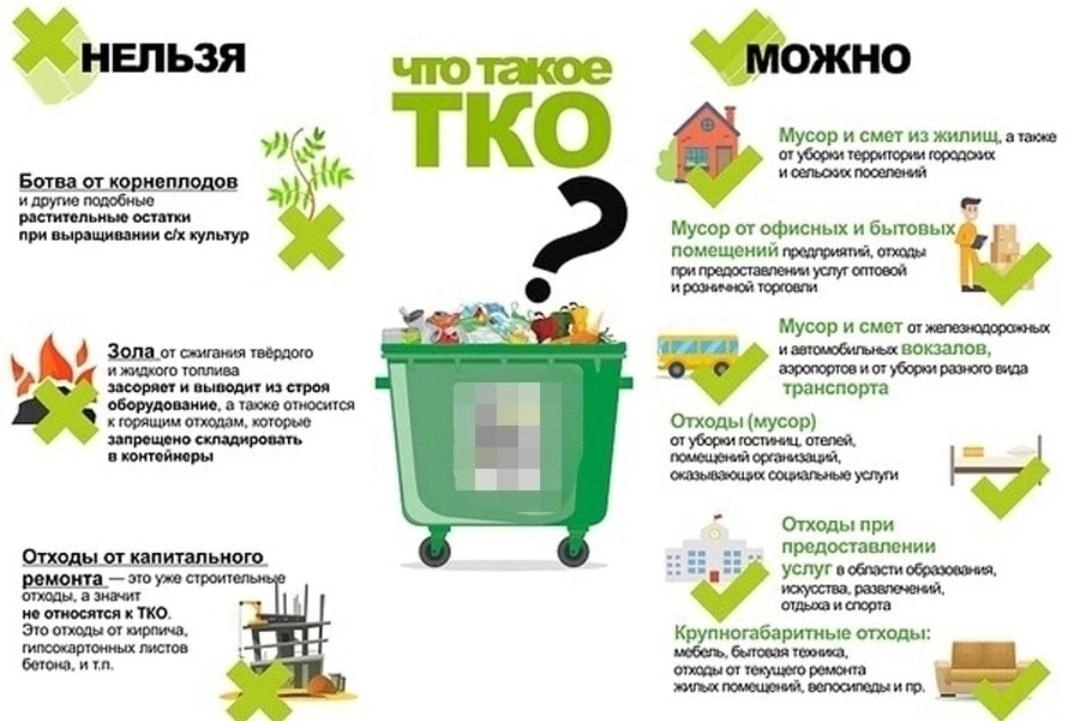 НЕЛЬЗЯ
Ботва от корнеплодов
и другие подобные
растительные остатки
при выращивании с/х культур
Зола от сжигания твёрдого
и жидкого топлива
засоряет и выводит из строя
оборудование, а также относится
к горящим отходам, которые
запрещено складировать
в контейнеры
Отходы от капитального
ремонта — это уже строительные
отходы, а значит
не относятся к ТКО.
Это отходы от кирпича,
гипсокартонных листов
бетона, и т.п.
что такое
ТКО
?
МОЖНО
Мусор и смет из жилищ, а также
от уборки территории городских
и сельских поселений
Мусор от офисных и бытовых
помещений предприятий, отходы
при предоставлении услуг оптовой
и розничной торговли
Мусор и смет от железнодорожных
и автомобильных вокзалов,
аэропортов и от уборки разного вида
транспорта
Отходы (мусор)
от уборки гостиниц, отелей,
помещений организаций,
оказывающих социальные услуги
Отходы при
предоставлении
услуг в области образования,
искусства, развлечений,
отдыха и спорта
Крупногабаритные отходы:
мебель, бытовая техника,
отходы от текущего ремонта
жилых помещений, велосипеды и пр.